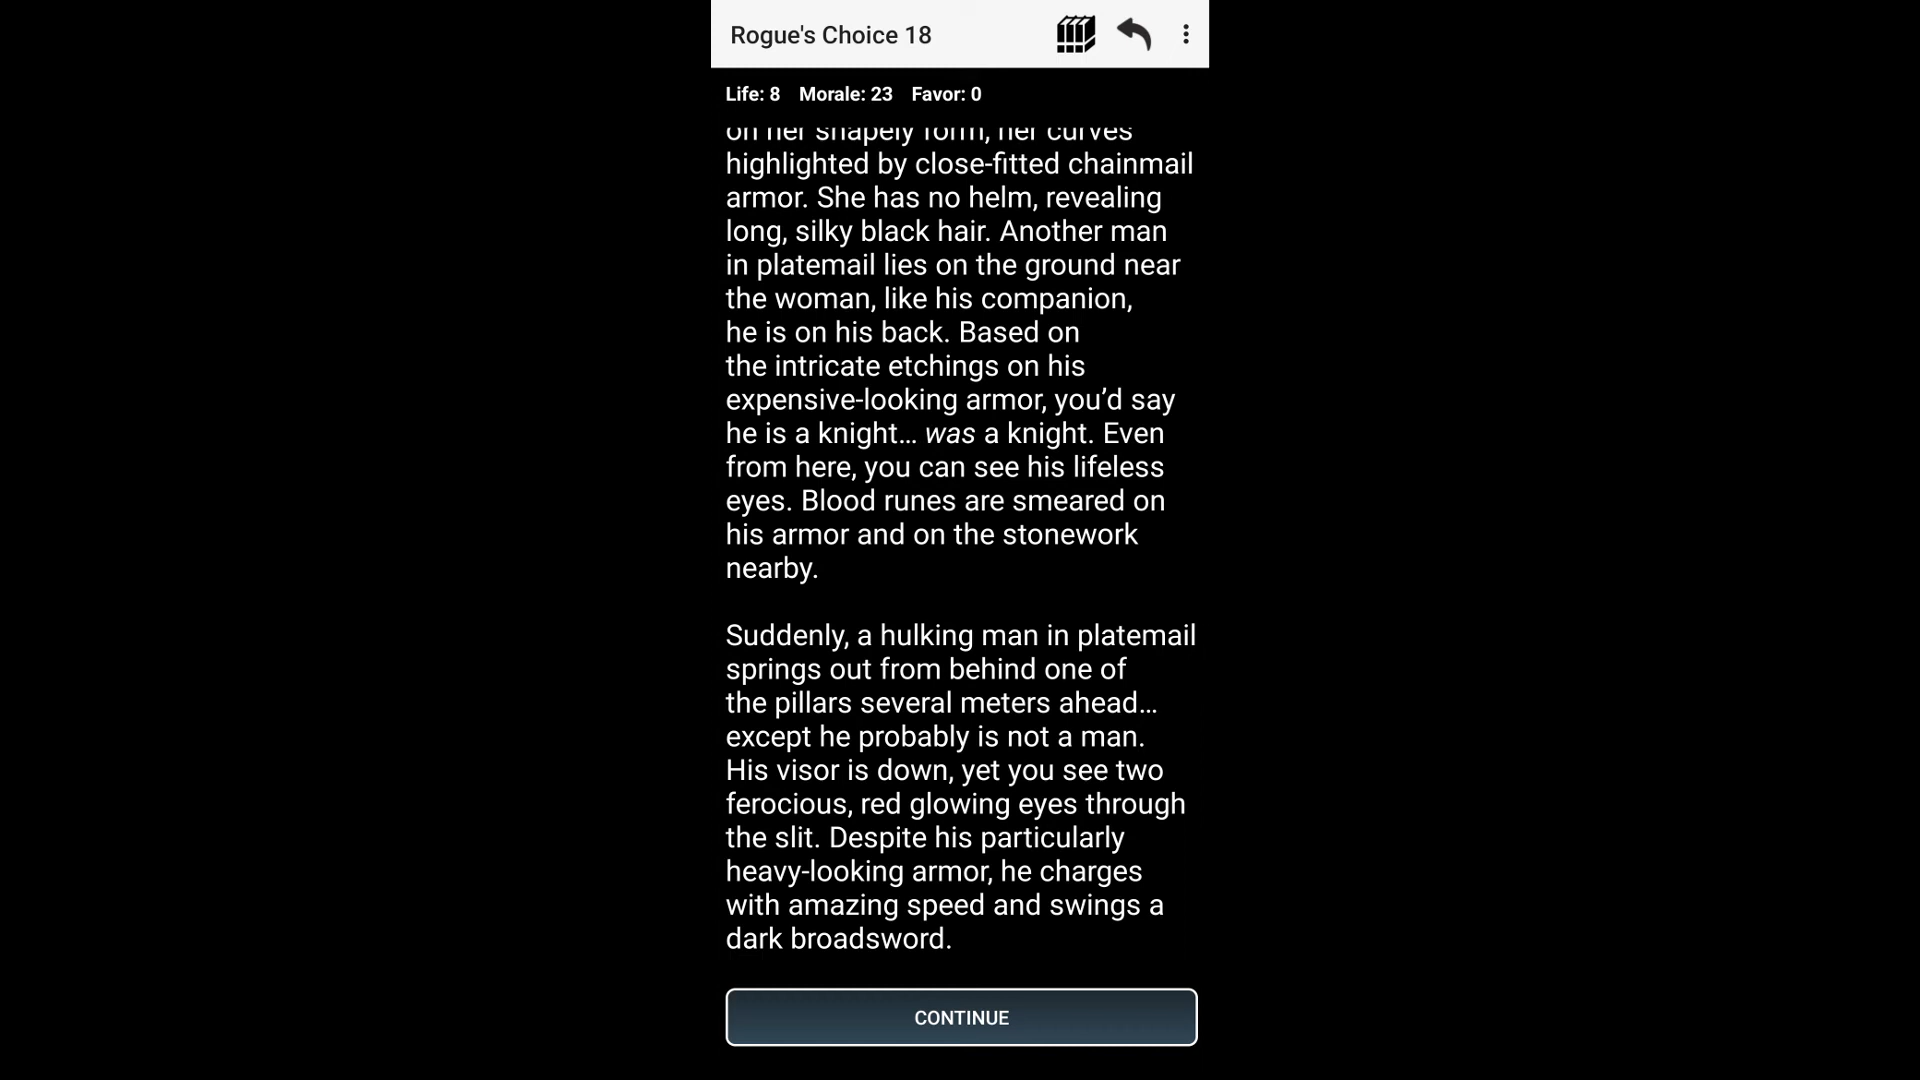 Rogue's Choice 18
Life: 8 Morale: 23 Favor: 0
on her shapely form, her curves
highlighted by close-fitted chainmail
armor. She has no helm, revealing
long, silky black hair. Another man
in platemail lies on the ground near
the woman, like his companion,
he is on his back. Based on
the intricate etchings on his
expensive-looking armor, you’d say
he is a knight… was a knight. Even
from here, you can see his lifeless
eyes. Blood runes are smeared on
his armor and on the stonework
nearby.
Suddenly, a hulking man in platemail
springs out from behind one of
the pillars several meters ahead…
except he probably is not a man.
His visor is down, yet you see two
ferocious, red glowing eyes through
the slit. Despite his particularly
heavy-looking armor, he charges
with amazing speed and swings a
dark broadsword.
CONTINUE